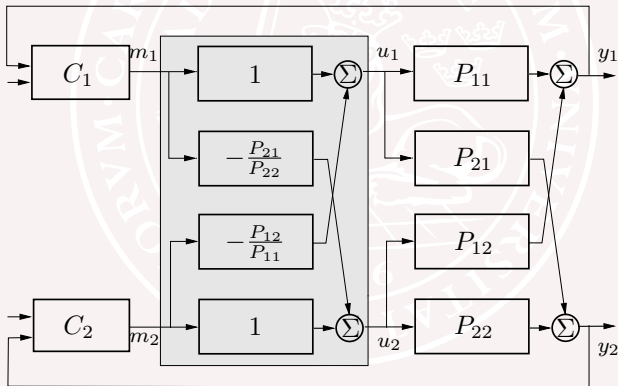 C₁ m₁ 1 Σ u₁ P₁₁ Σ y₁
-P₂₁/P₂₂ P₂₁
-P₁₂/P₁₁ P₁₂
C₂ m₂ 1 Σ u₂ P₂₂ Σ y₂